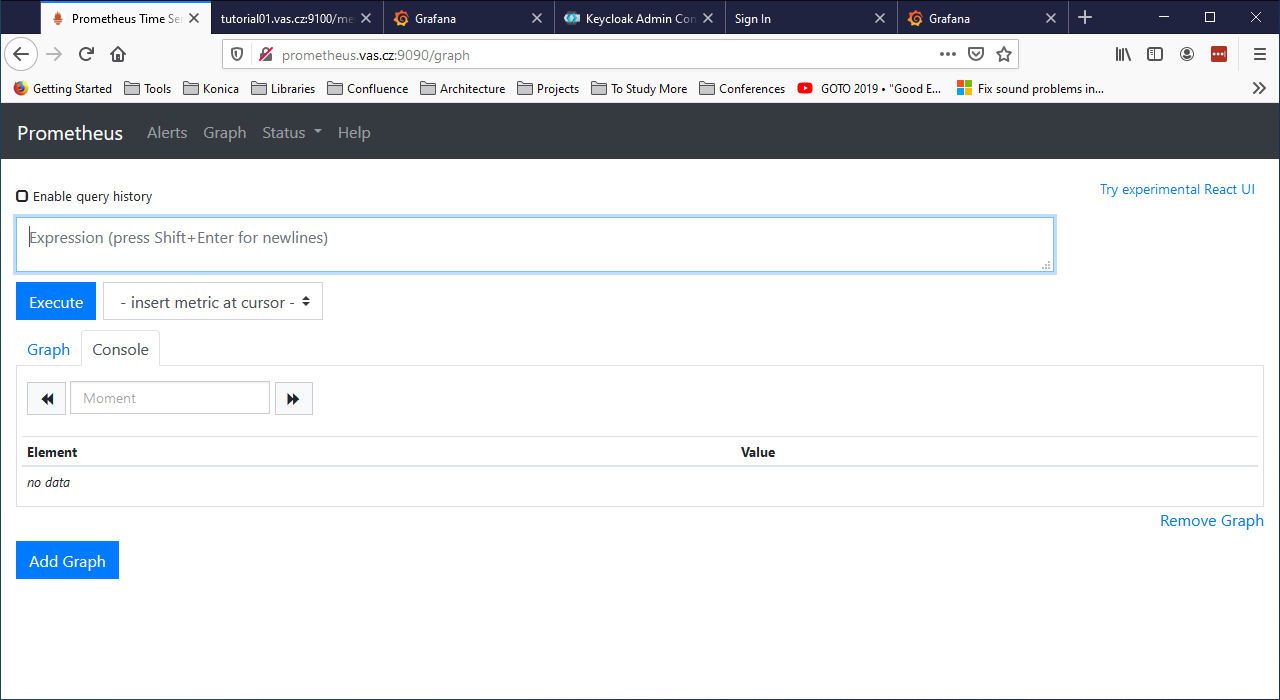 Prometheus Time Se tutorial01.vas.cz:9100/me Grafana Keycloak Admin Con Sign In Grafana
prometheus.vas.cz:9090/graph
Getting Started Tools Konica Libraries Confluence Architecture Projects To Study More Conferences GOTO 2019 • "Good E... Fix sound problems in...
Prometheus Alerts Graph Status Help
Try experimental React UI
Enable query history
Expression (press Shift+Enter for newlines)
Execute - insert metric at cursor -
Graph Console
Moment
Element Value
no data
Remove Graph
Add Graph